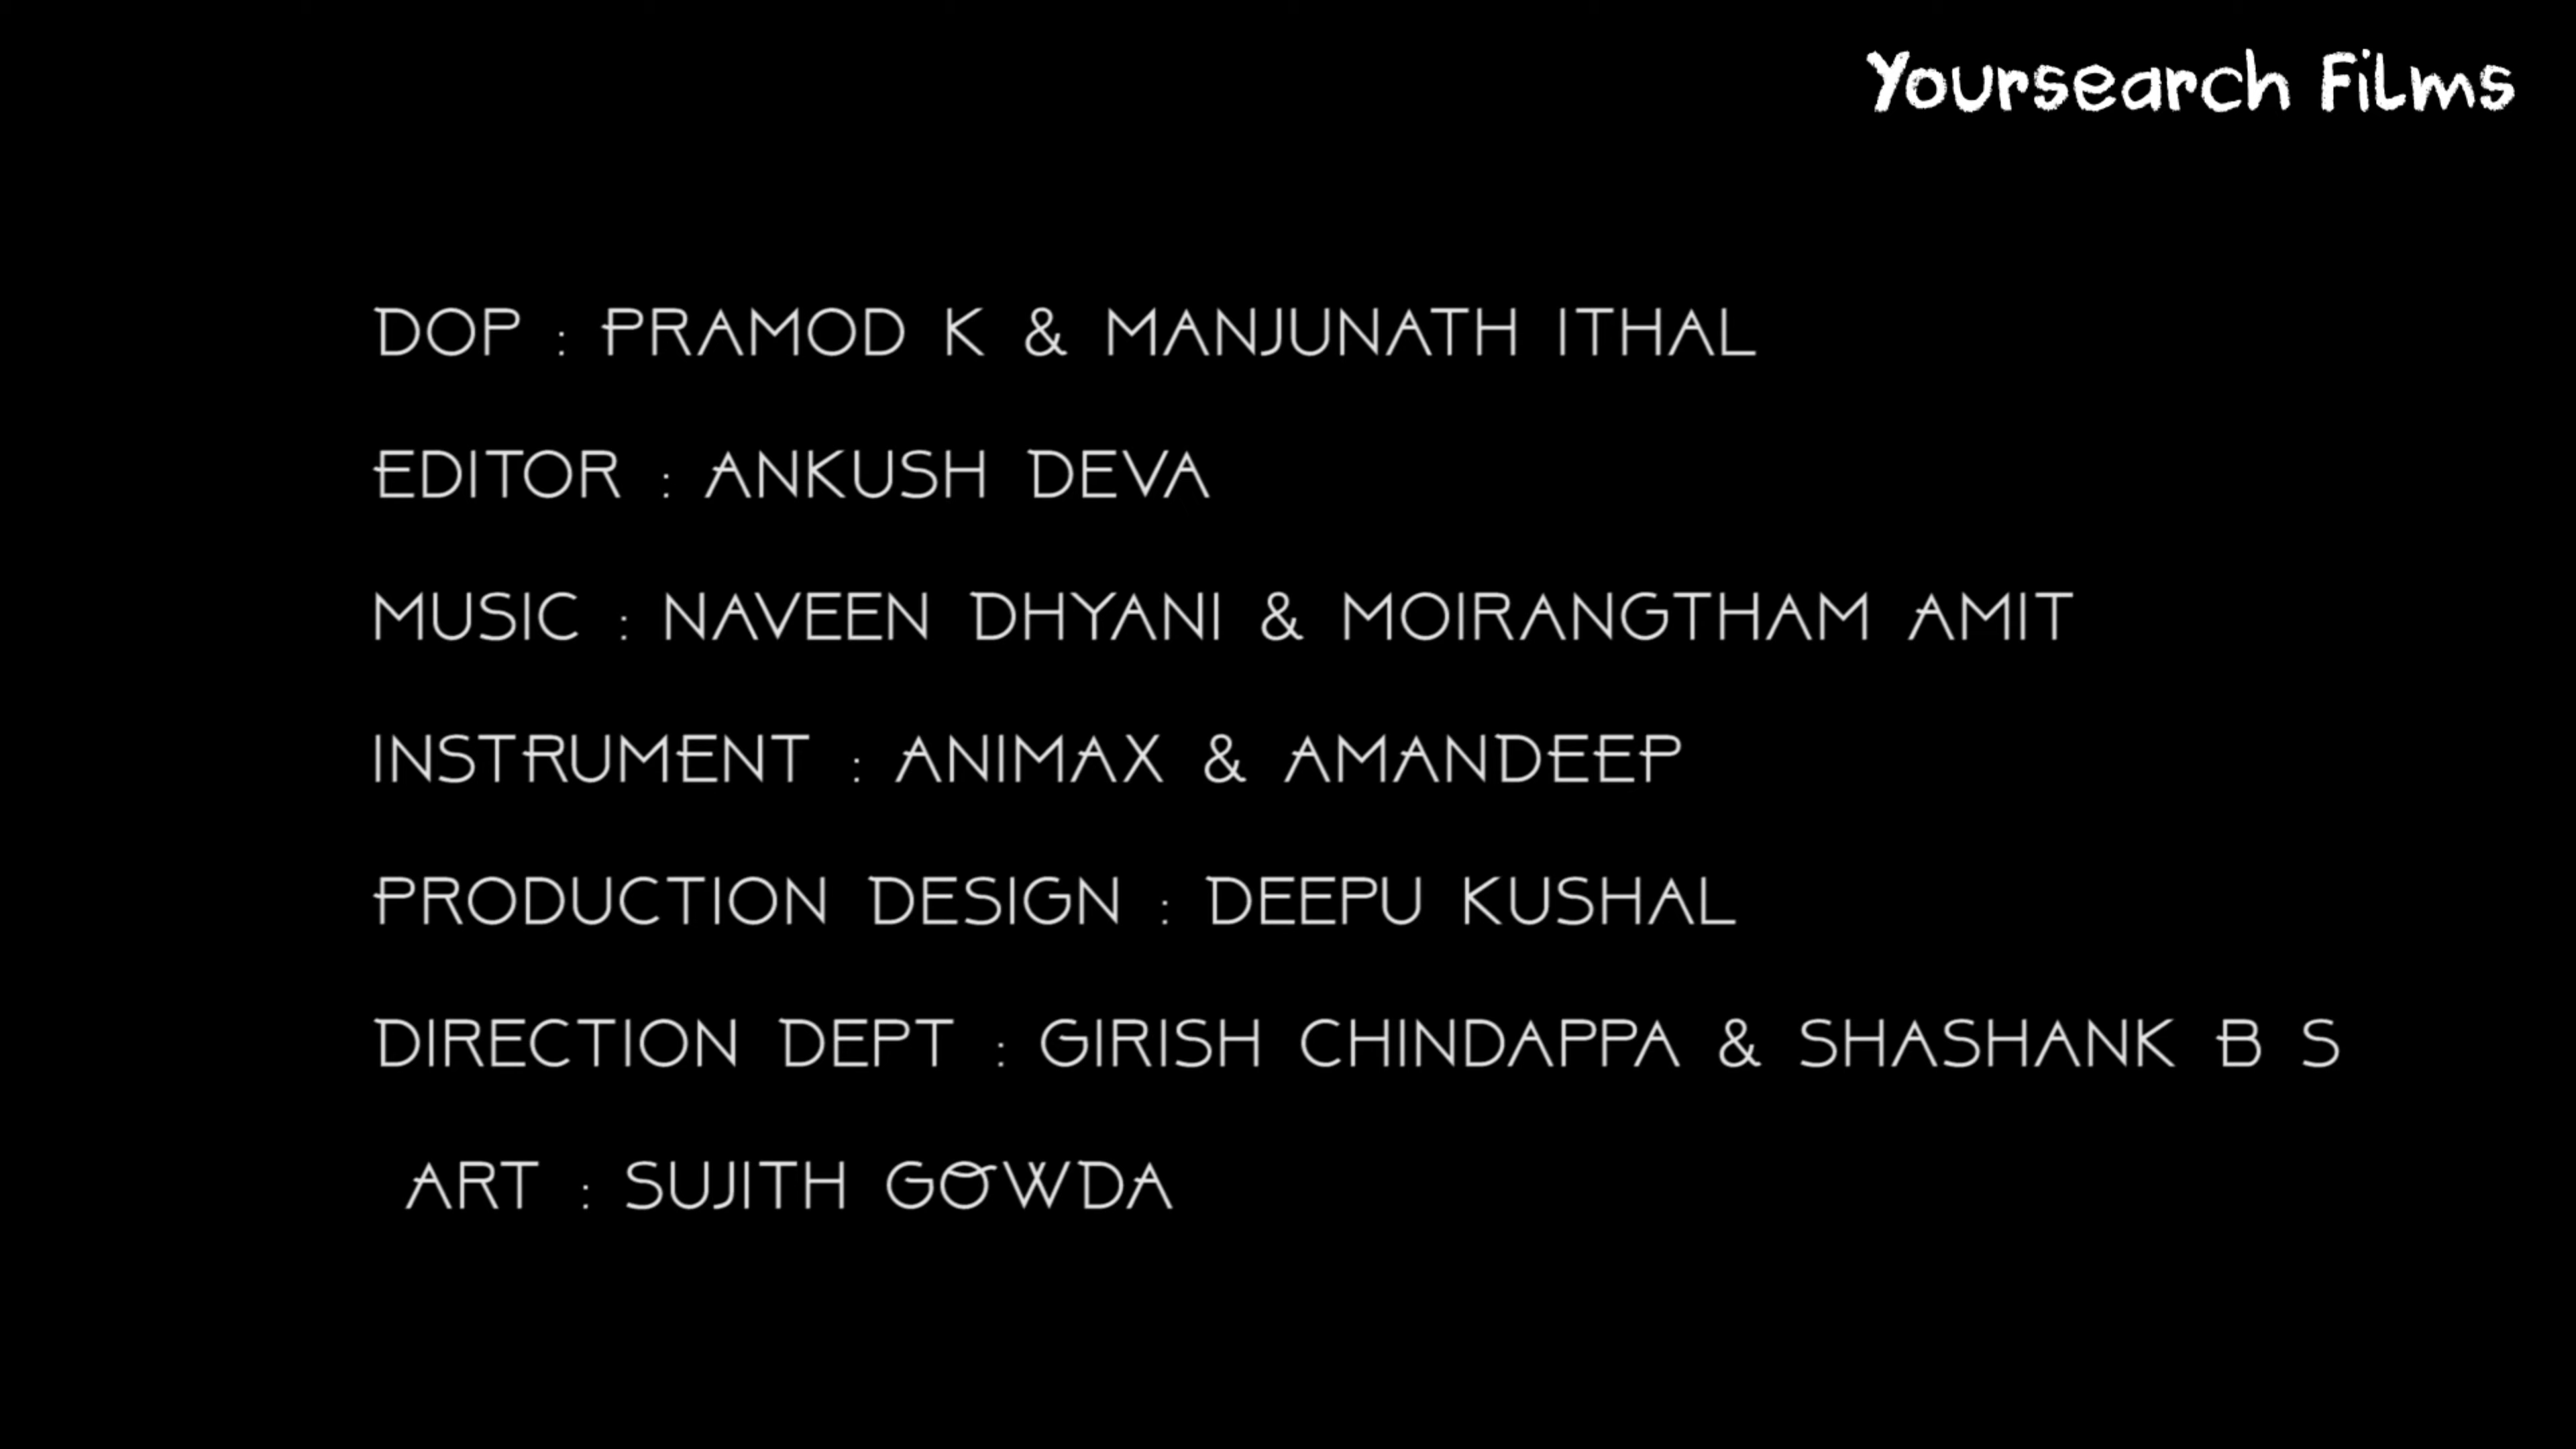 Yoursearch Films
DOP : PRAMOD K & MANJUNATH ITHAL
EDITOR : ANKUSH DEVA
MUSIC : NAVEEN DHYANI & MOIRANGTHAM AMIT
INSTRUMENT : ANIMAX & AMANDEEP
PRODUCTION DESIGN : DEEPU KUSHAL
DIRECTION DEPT : GIRISH CHINDAPPA & SHASHANK B S
ART : SUJITH GOWDA